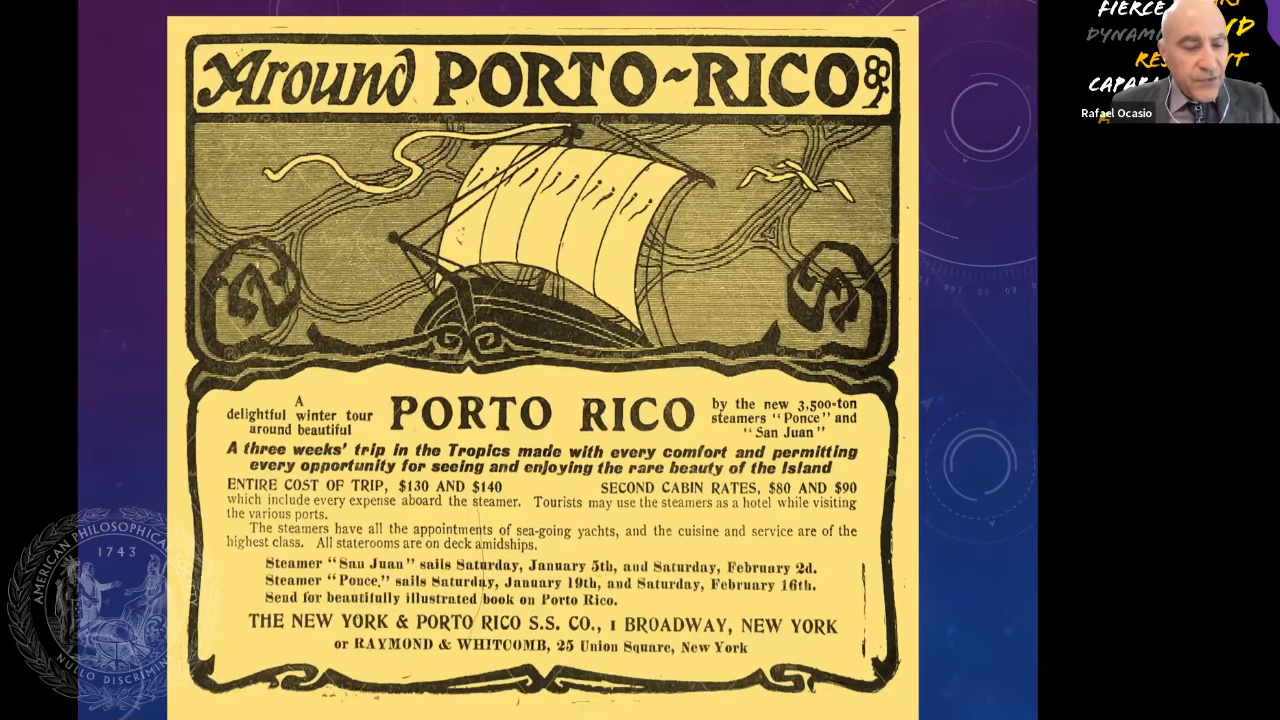 Around PORTO-RICO
A
delightful winter tour
around beautiful
PORTO RICO
by the new 3,500-ton
steamers "Ponce" and
"San Juan"
A three weeks' trip in the Tropics made with every comfort and permitting
every opportunity for seeing and enjoying the rare beauty of the Island
ENTIRE COST OF TRIP, $130 AND $140 SECOND CABIN RATES, $80 AND $90
which include every expense aboard the steamer. Tourists may use the steamers as a hotel while visiting
the various ports.
The steamers have all the appointments of sea-going yachts, and the cuisine and service are of the
highest class. All staterooms are on deck amidships.
Steamer "San Juan" sails Saturday, January 5th, and Saturday, February 2d.
Steamer "Ponce," sails Saturday, January 19th, and Saturday, February 16th.
Send for beautifully illustrated book on Porto Rico.
THE NEW YORK & PORTO RICO S.S. CO., 1 BROADWAY, NEW YORK
or RAYMOND & WHITCOMB, 25 Union Square, New York
FIERCE
Rafael Ocasio
AMERICAN PHILOSOPHICAL
1743
NULLO DISCRIMI